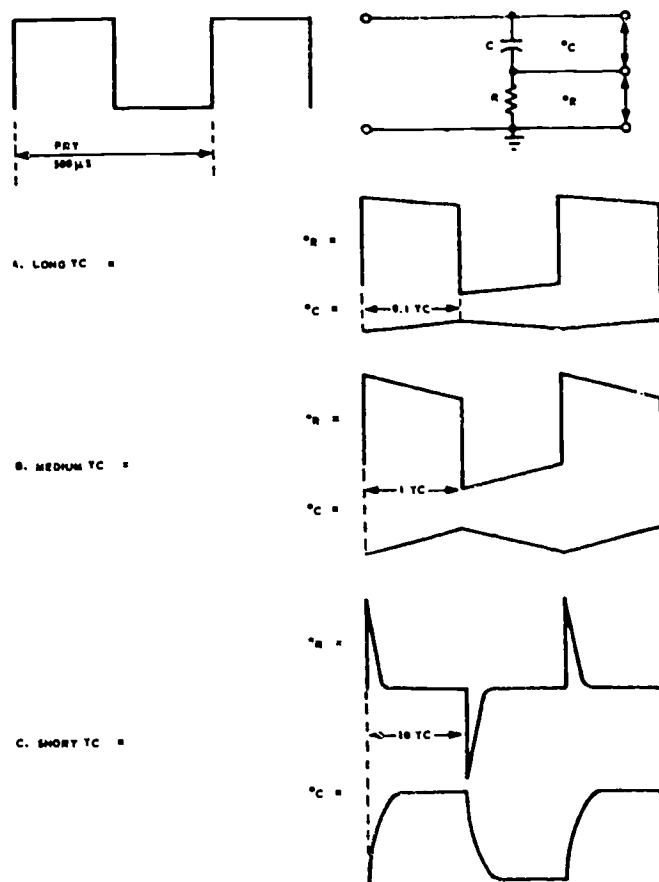 C
eC
R
eR
PRT
500 μS
A. LONG TC =
eR =
eC =
0.1 TC
eR =
B. MEDIUM TC =
1 TC
eC =
eR =
10 TC
C. SHORT TC =
eC =